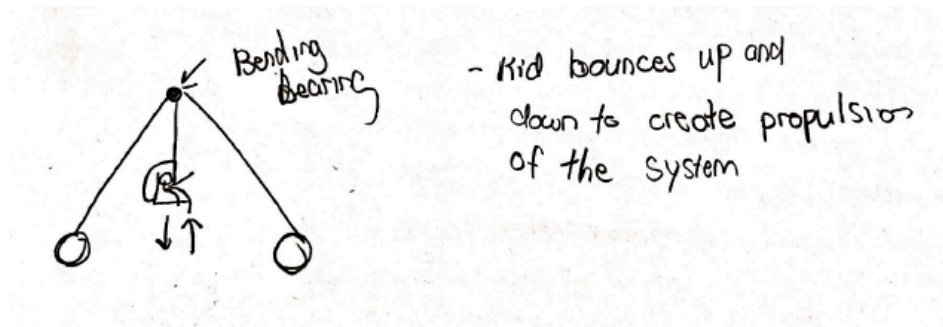 Bending
Bearing
- Kid bounces up and
down to create propulsion
of the system